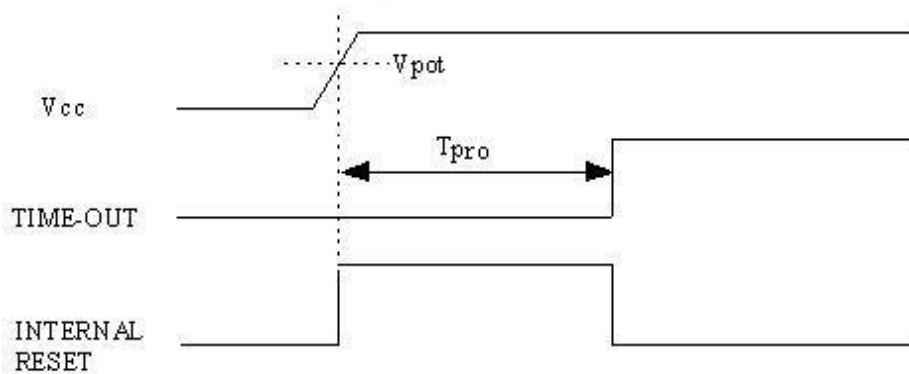 Vpot
Vcc
Tpro
TIME-OUT
INTERNAL
RESET